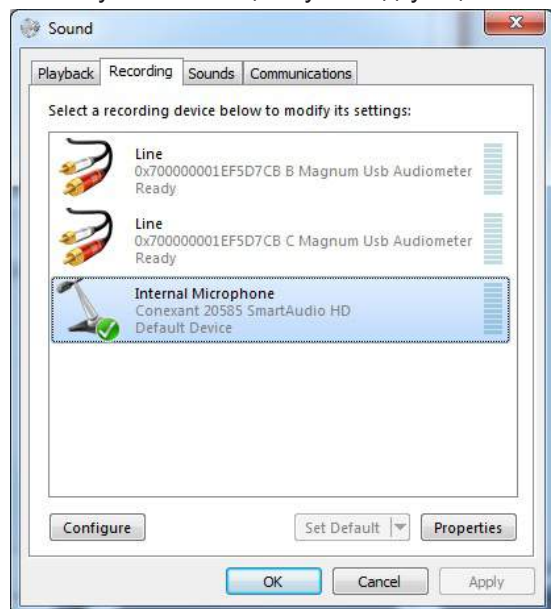 Sound
Playback Recording Sounds Communications
Select a recording device below to modify its settings:
Line
0x700000001EF5D7CB B Magnum Usb Audiometer
Ready
Line
0x700000001EF5D7CB C Magnum Usb Audiometer
Ready
Internal Microphone
Conexant 20585 SmartAudio HD
Default Device
Configure Set Default Properties
OK Cancel Apply